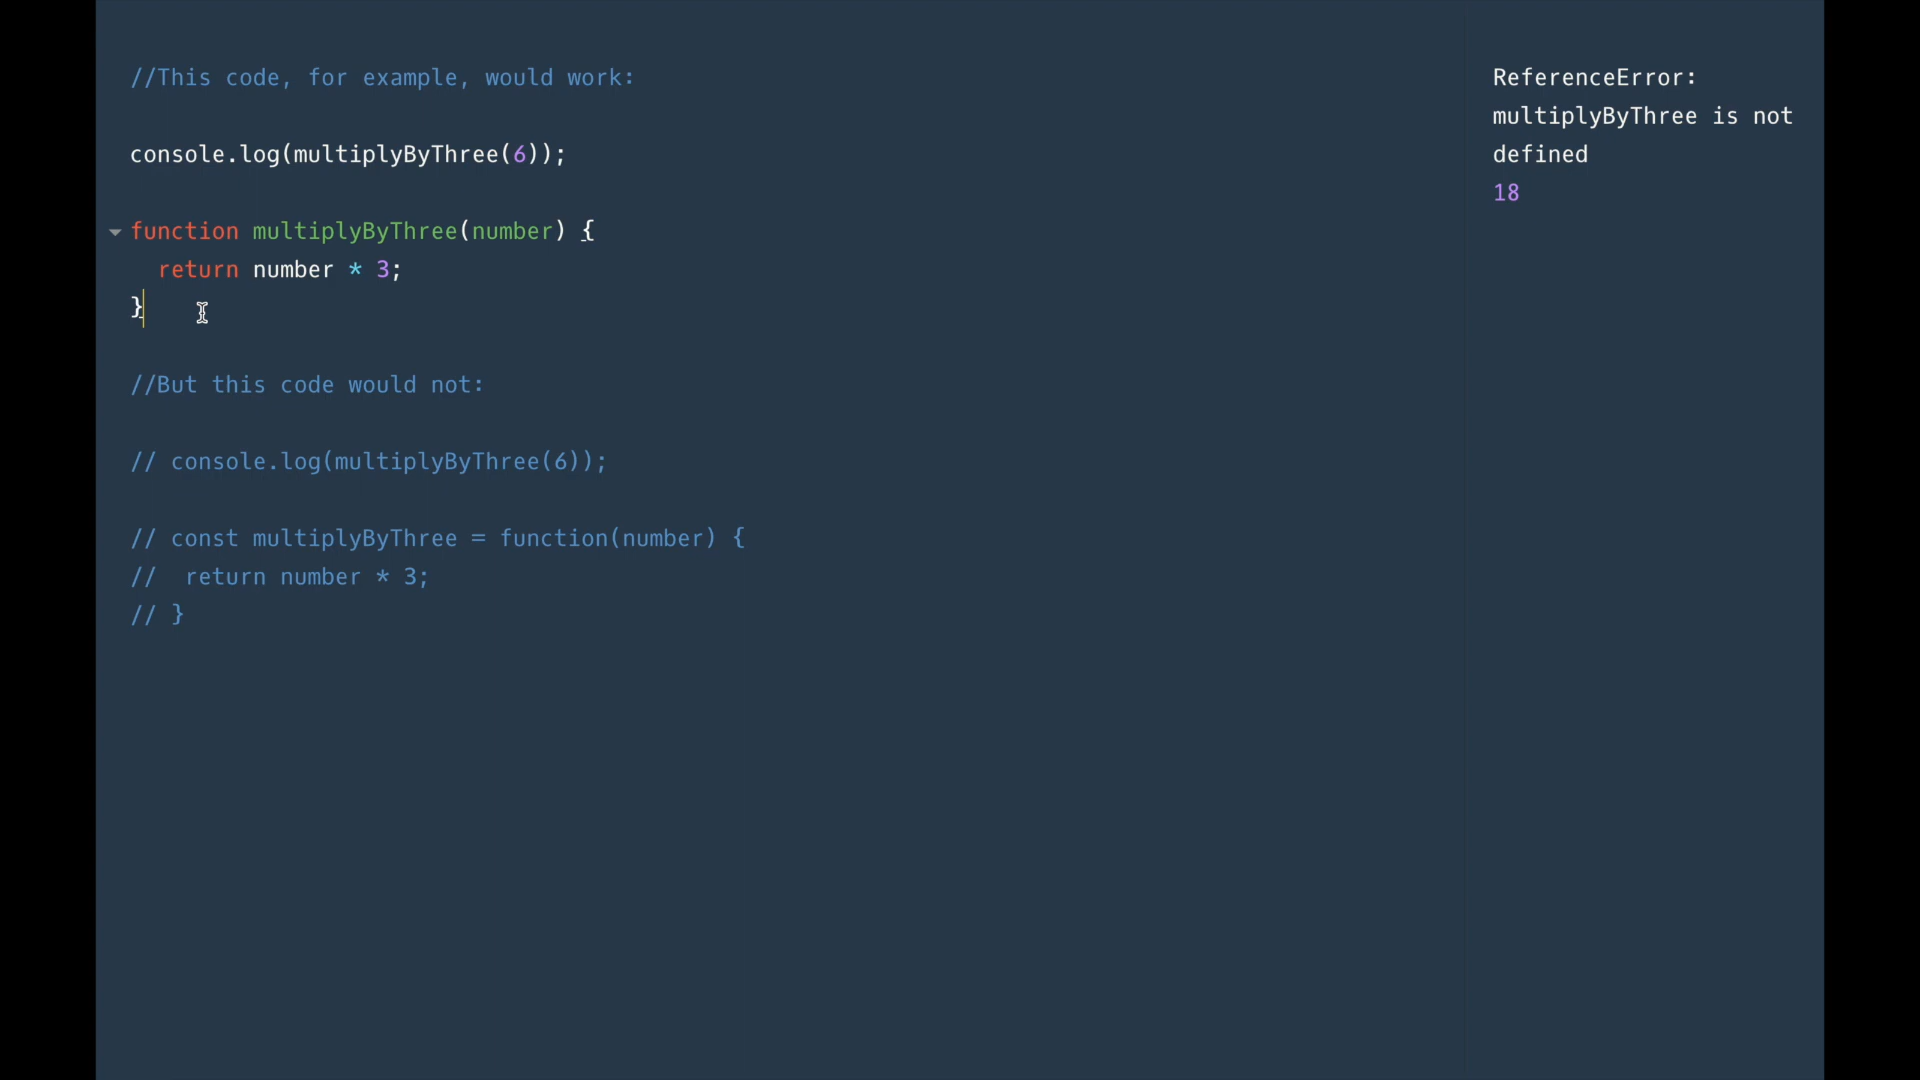 //This code, for example, would work:
console.log(multiplyByThree(6));
function multiplyByThree(number) {
  return number * 3;
}
//But this code would not:
// console.log(multiplyByThree(6));
// const multiplyByThree = function(number) {
//  return number * 3;
// }
ReferenceError:
multiplyByThree is not
defined
18